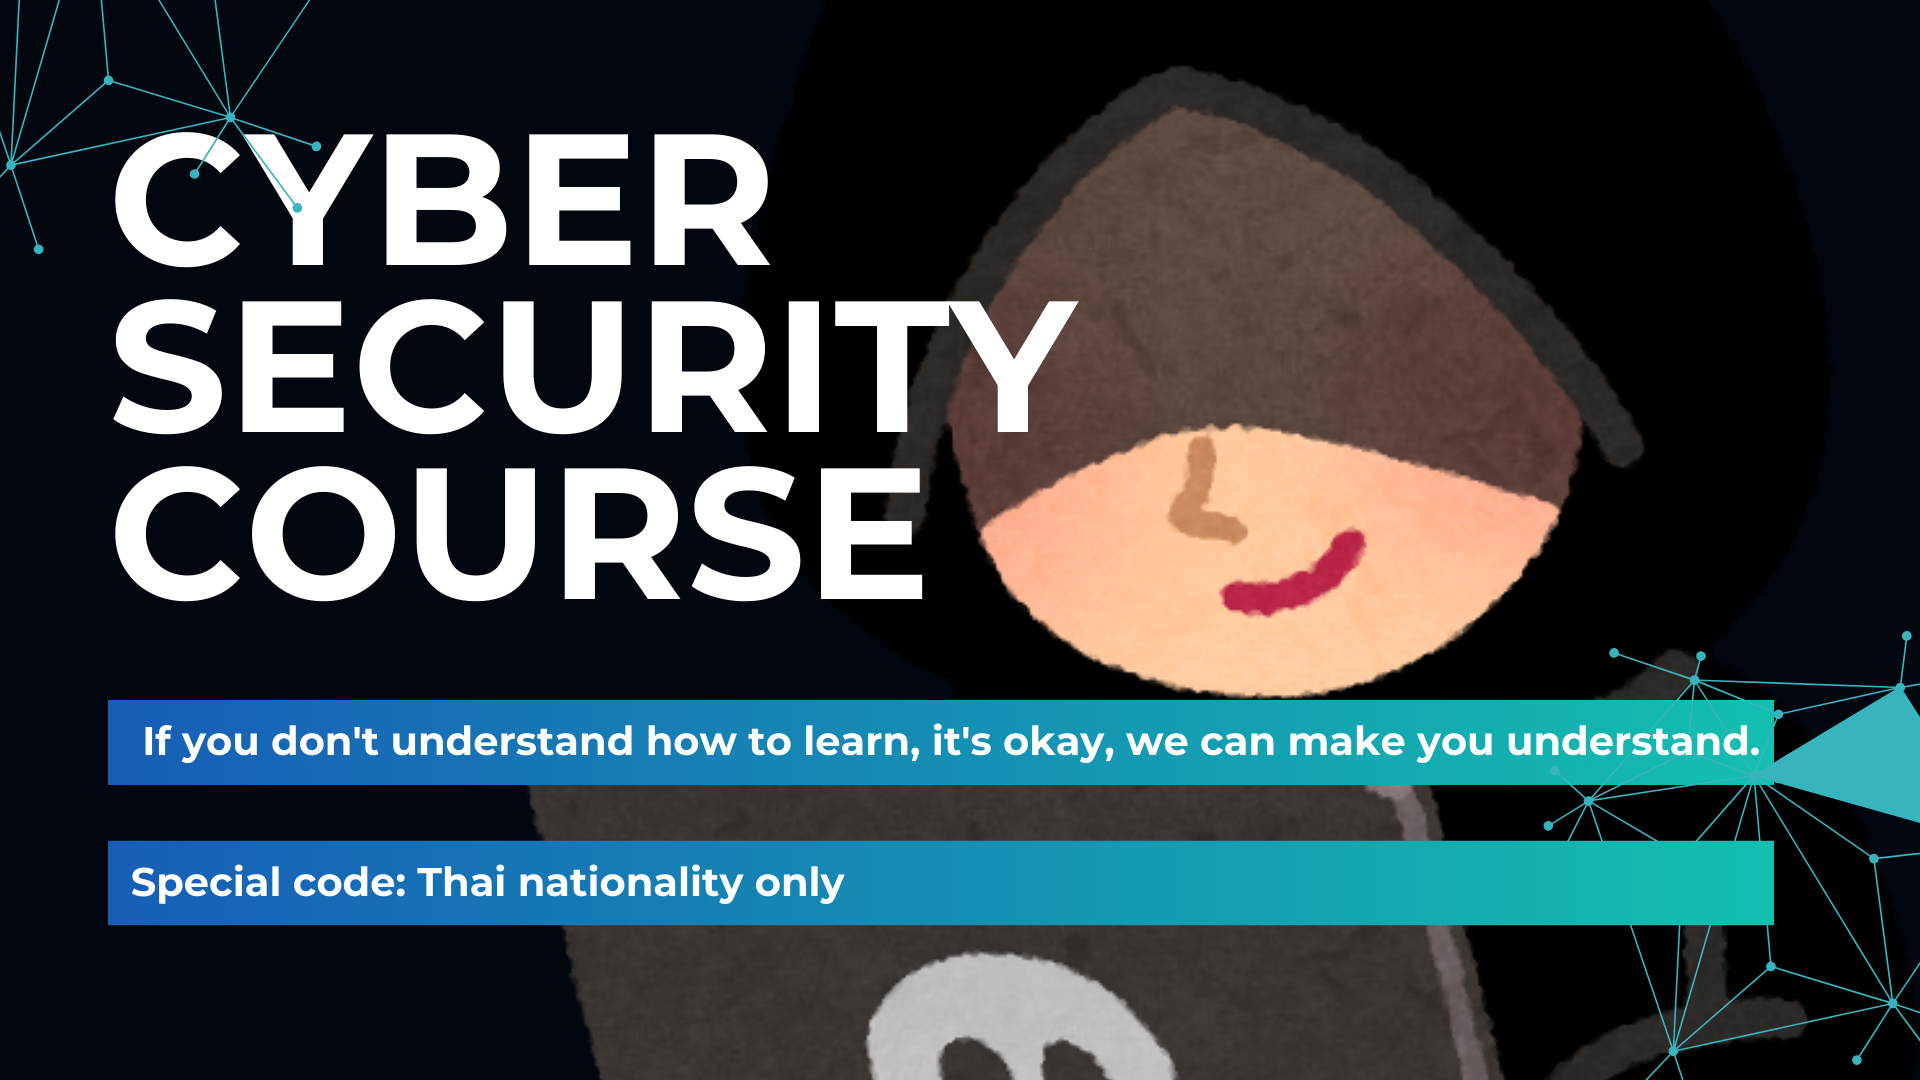 CYBER
SECURITY
COURSE
If you don't understand how to learn, it's okay, we can make you understand.
Special code: Thai nationality only